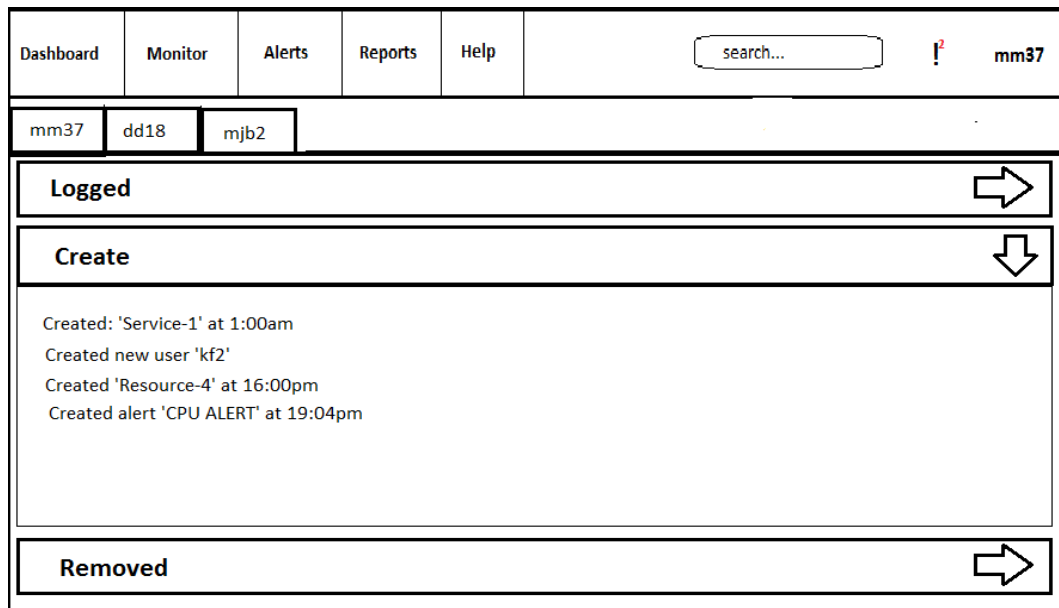 Dashboard Monitor Alerts Reports Help search... !2 mm37
mm37 dd18 mjb2
Logged
Create
Created: 'Service-1' at 1:00am
Created new user 'kf2'
Created 'Resource-4' at 16:00pm
Created alert 'CPU ALERT' at 19:04pm
Removed